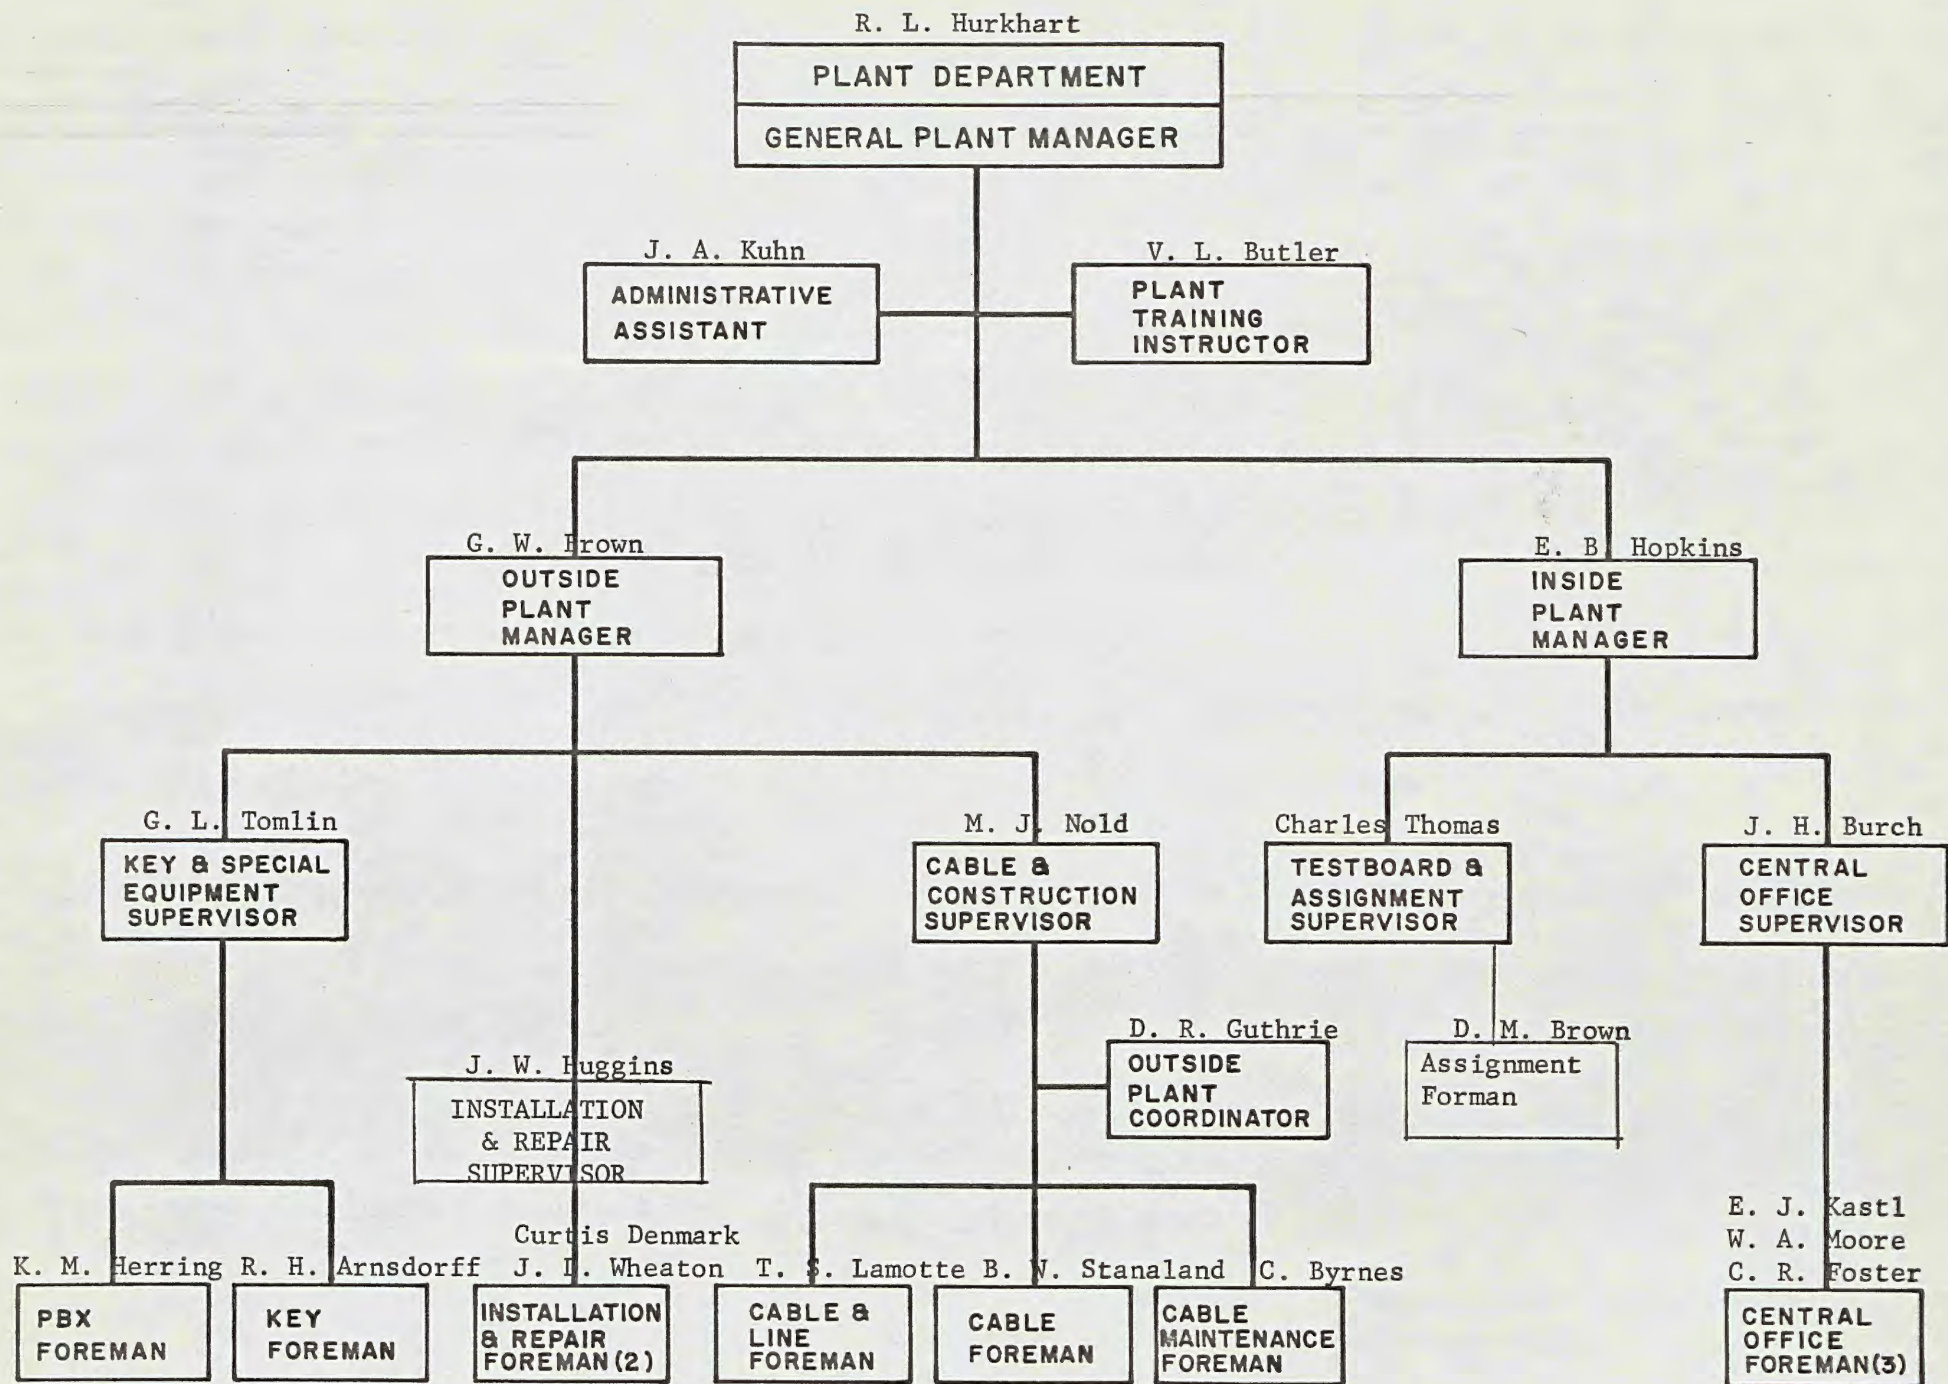 R. L. Hurkhart
PLANT DEPARTMENT
GENERAL PLANT MANAGER
J. A. Kuhn
ADMINISTRATIVE
ASSISTANT
V. L. Butler
PLANT
TRAINING
INSTRUCTOR
G. W. Brown
OUTSIDE
PLANT
MANAGER
E. B. Hopkins
INSIDE
PLANT
MANAGER
G. L. Tomlin
KEY & SPECIAL
EQUIPMENT
SUPERVISOR
M. J. Nold
CABLE &
CONSTRUCTION
SUPERVISOR
Charles Thomas
TESTBOARD &
ASSIGNMENT
SUPERVISOR
J. H. Burch
CENTRAL
OFFICE
SUPERVISOR
J. W. Huggins
INSTALLATION
& REPAIR
SUPERVISOR
D. R. Guthrie
OUTSIDE
PLANT
COORDINATOR
D. M. Brown
Assignment
Forman
K. M. Herring
PBX
FOREMAN
R. H. Arnsdorff
KEY
FOREMAN
Curtis Denmark
J. Wheaton
INSTALLATION
& REPAIR
FOREMAN (2)
T. S. Lamotte
CABLE &
LINE
FOREMAN
B. W. Stanaland
CABLE
FOREMAN
C. Byrnes
CABLE
MAINTENANCE
FOREMAN
E. J. Kastl
W. A. Moore
C. R. Foster
CENTRAL
OFFICE
FOREMAN(3)